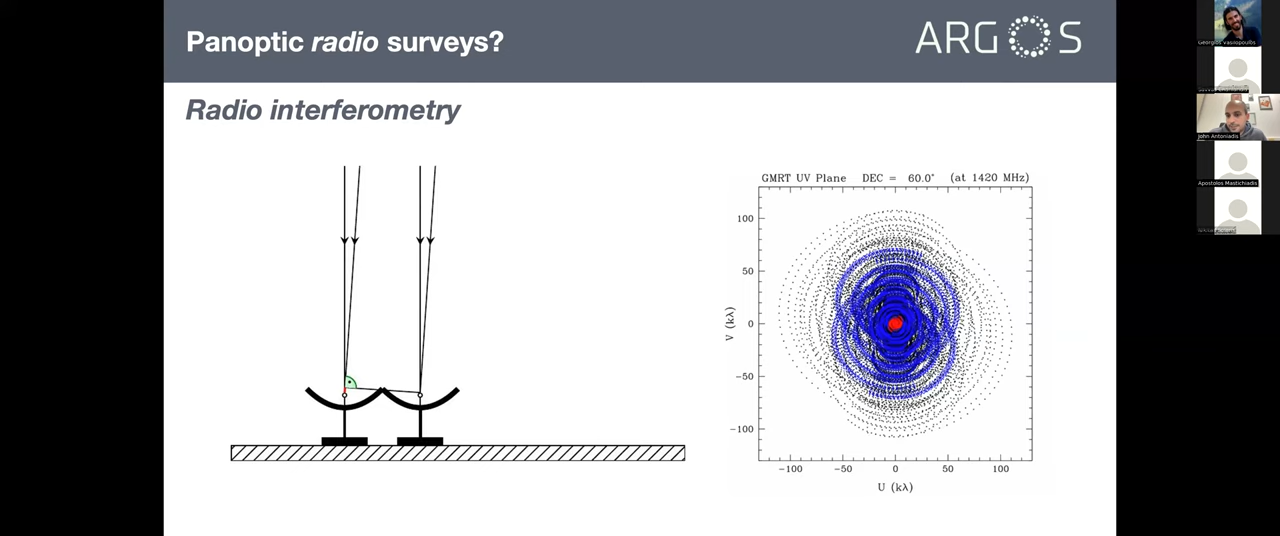 Panoptic radio surveys?
ARGOS
Radio interferometry
GMRT UV Plane DEC = 60.0° (at 1420 MHz)
100
50
0
−50
−100
V (kλ)
−100 −50 0 50 100
U (kλ)
Georgios Vasilopoulos
John Antoniadis
Apostolos Mastichiadis